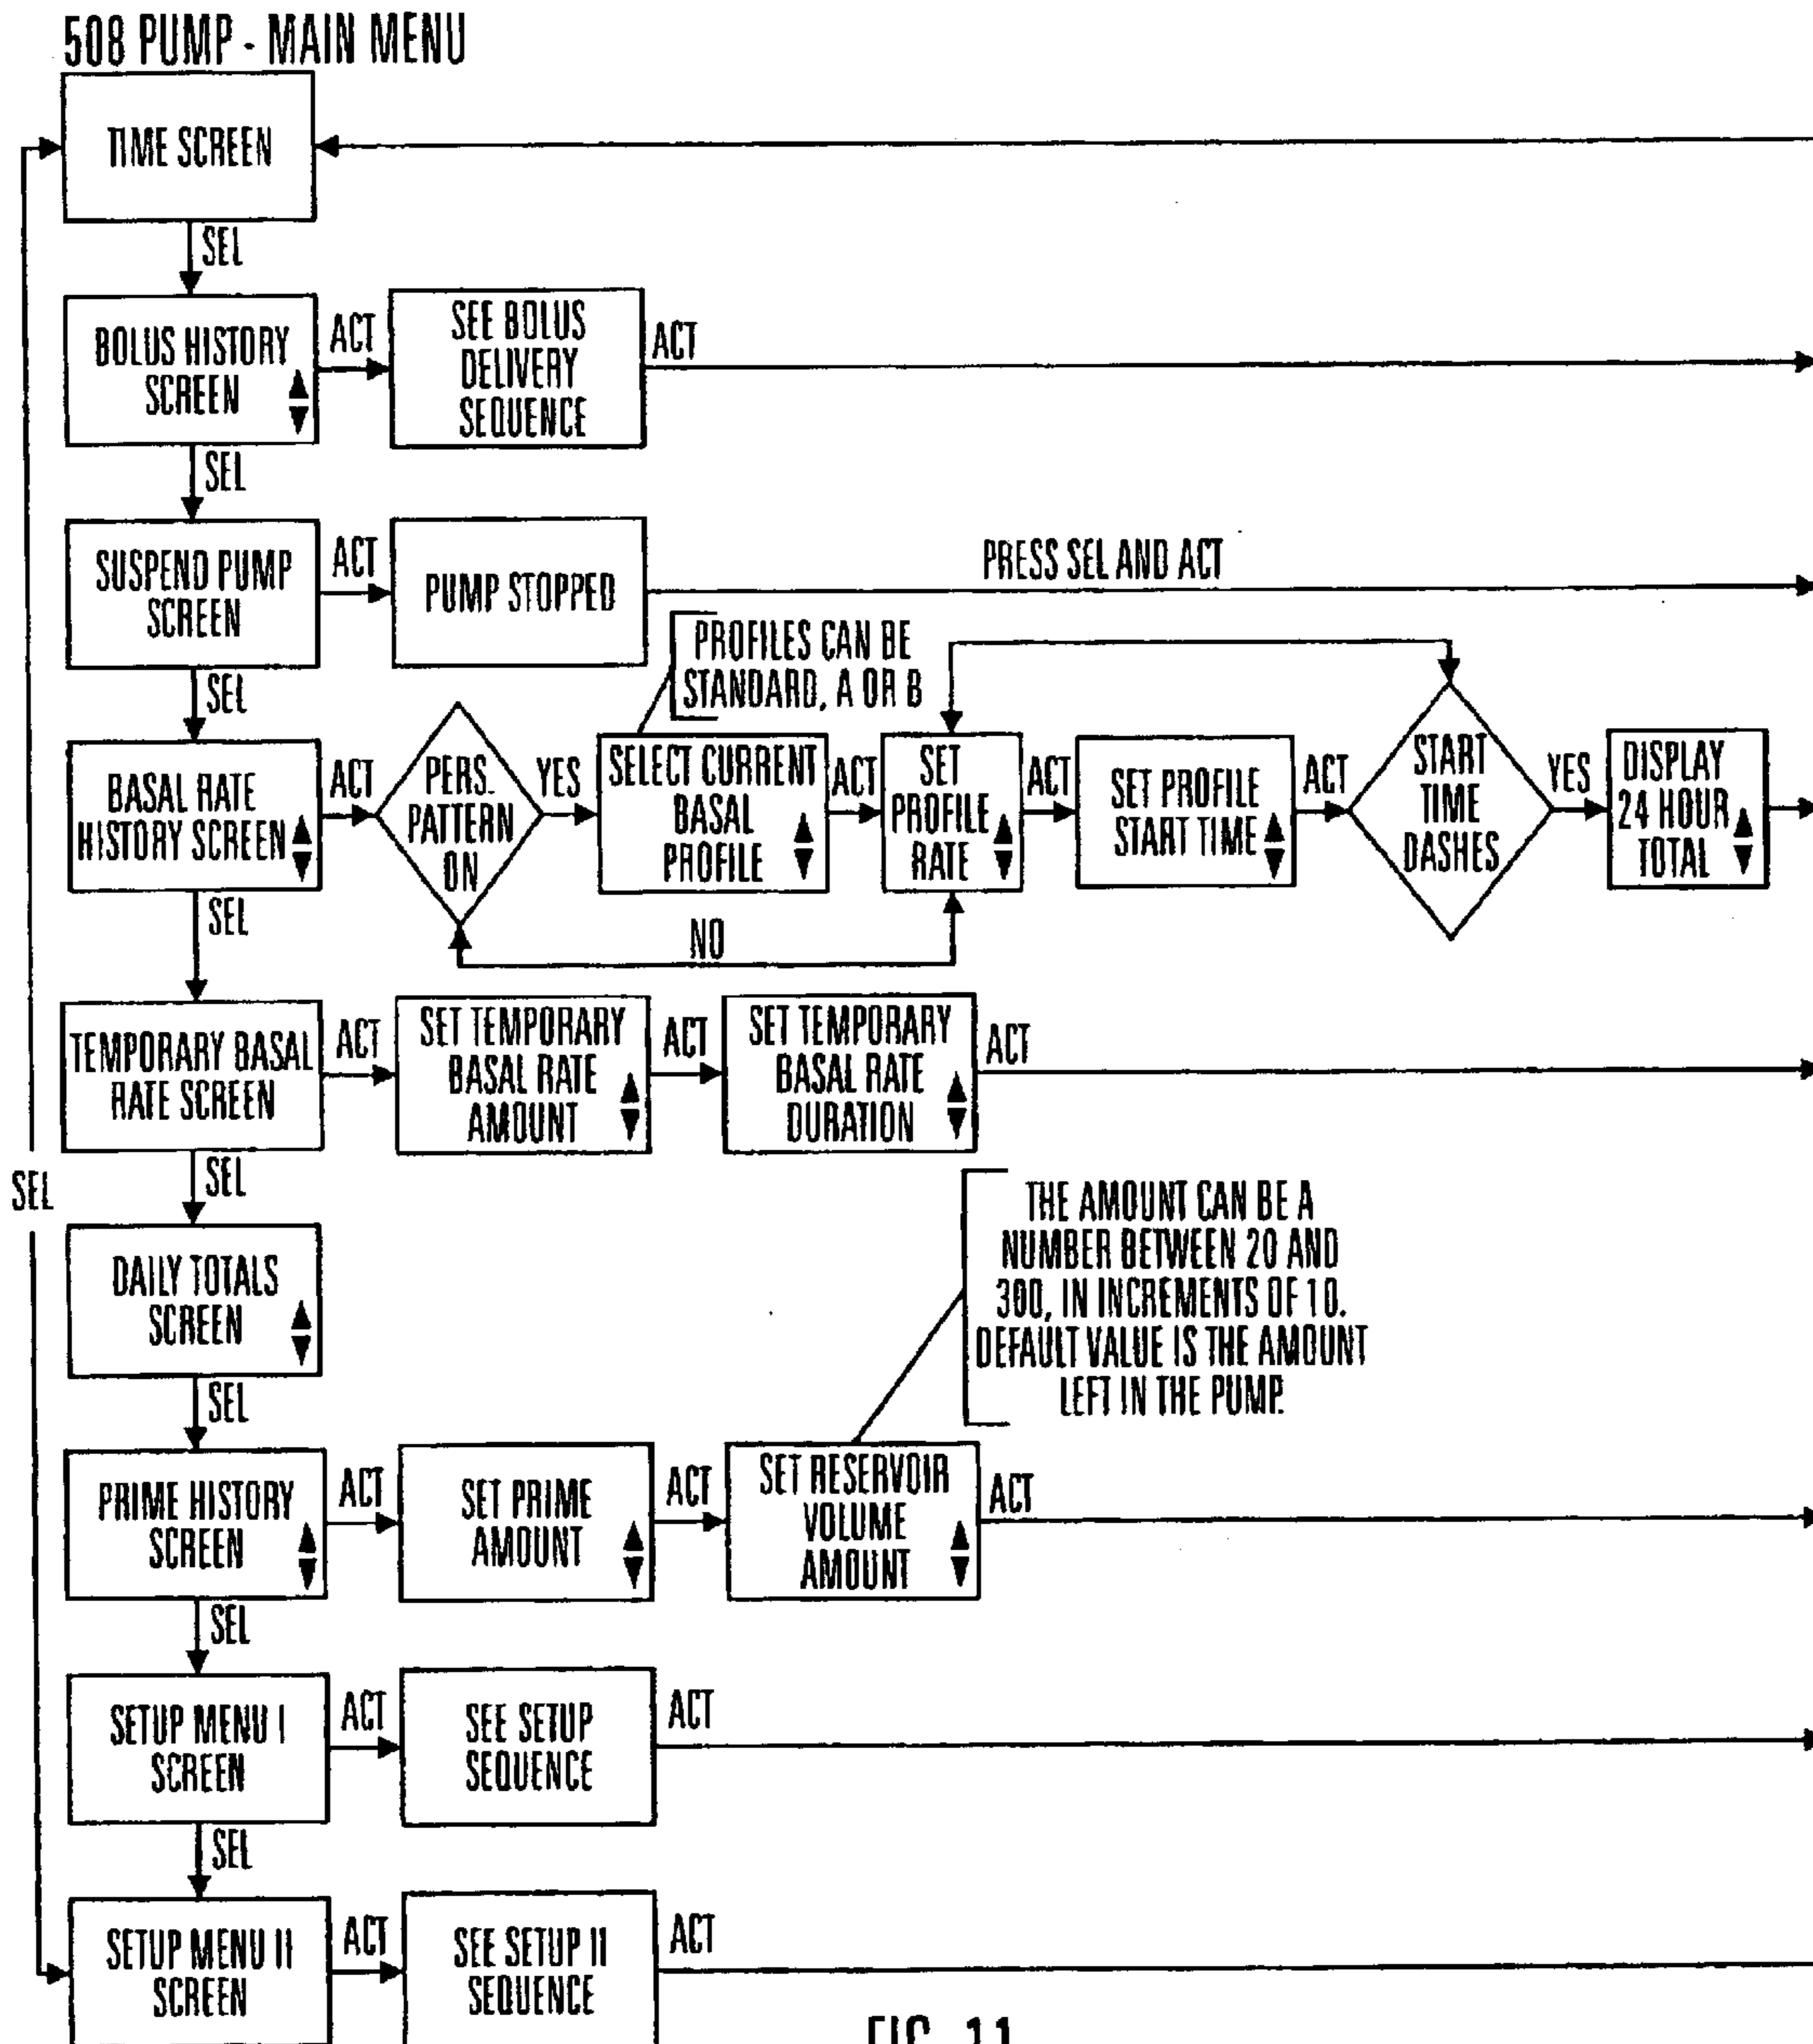 508 PUMP - MAIN MENU
TIME SCREEN
SEL
BOLUS HISTORY
SCREEN
ACT
SEE BOLUS
DELIVERY
SEQUENCE
ACT
SEL
SUSPEND PUMP
SCREEN
ACT
PUMP STOPPED
PRESS SEL AND ACT
SEL
PROFILES CAN BE
STANDARD, A OR B
BASAL RATE
HISTORY SCREEN
ACT
PERS.
PATTERN
ON
YES
SELECT CURRENT
BASAL
PROFILE
ACT
SET
PROFILE
RATE
ACT
SET PROFILE
START TIME
ACT
START
TIME
DASHES
YES
DISPLAY
24 HOUR
TOTAL
NO
SEL
TEMPORARY BASAL
RATE SCREEN
ACT
SET TEMPORARY
BASAL RATE
AMOUNT
ACT
SET TEMPORARY
BASAL RATE
DURATION
ACT
SEL
SEL
DAILY TOTALS
SCREEN
THE AMOUNT CAN BE A
NUMBER BETWEEN 20 AND
300, IN INCREMENTS OF 10.
DEFAULT VALUE IS THE AMOUNT
LEFT IN THE PUMP.
SEL
PRIME HISTORY
SCREEN
ACT
SET PRIME
AMOUNT
ACT
SET RESERVOIR
VOLUME
AMOUNT
ACT
SEL
SETUP MENU I
SCREEN
ACT
SEE SETUP
SEQUENCE
ACT
SEL
SETUP MENU II
SCREEN
ACT
SEE SETUP II
SEQUENCE
ACT
FIG. 11